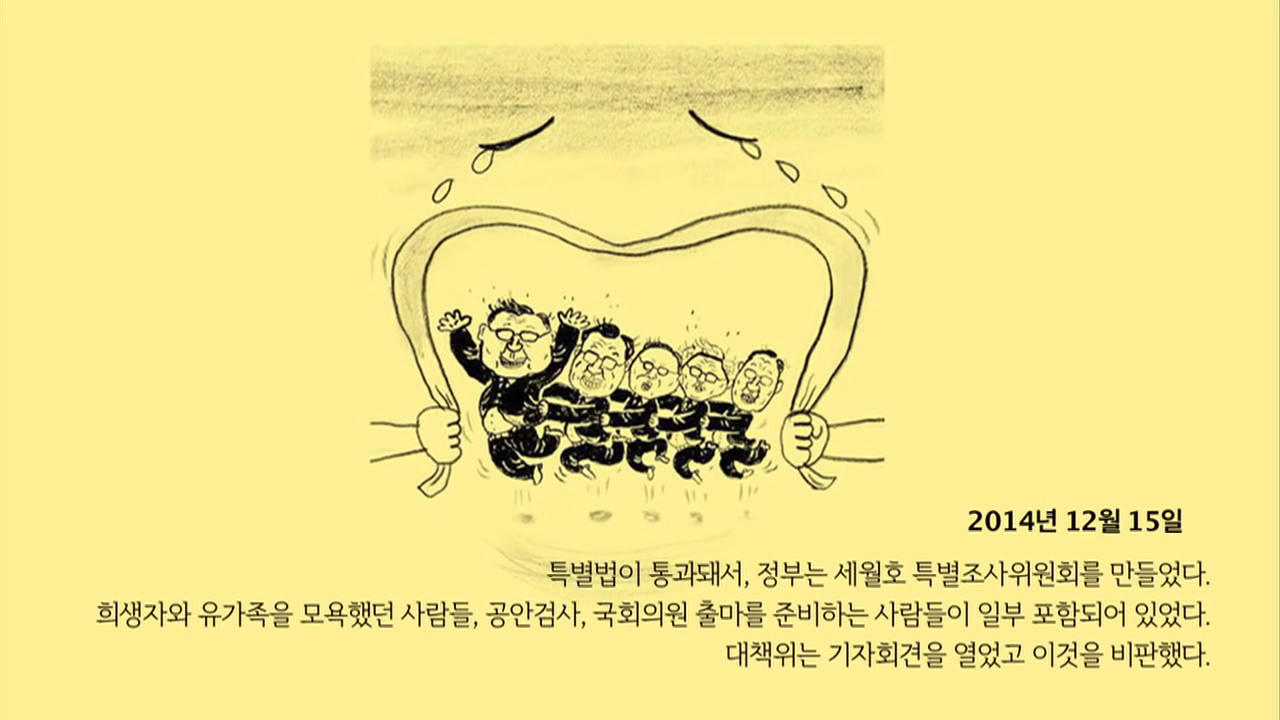 2014년 12월 15일
특별법이 통과돼서, 정부는 세월호 특별조사위원회를 만들었다.
희생자와 유가족을 모욕했던 사람들, 공안검사, 국회의원 출마를 준비하는 사람들이 일부 포함되어 있었다.
대책위는 기자회견을 열었고 이것을 비판했다.